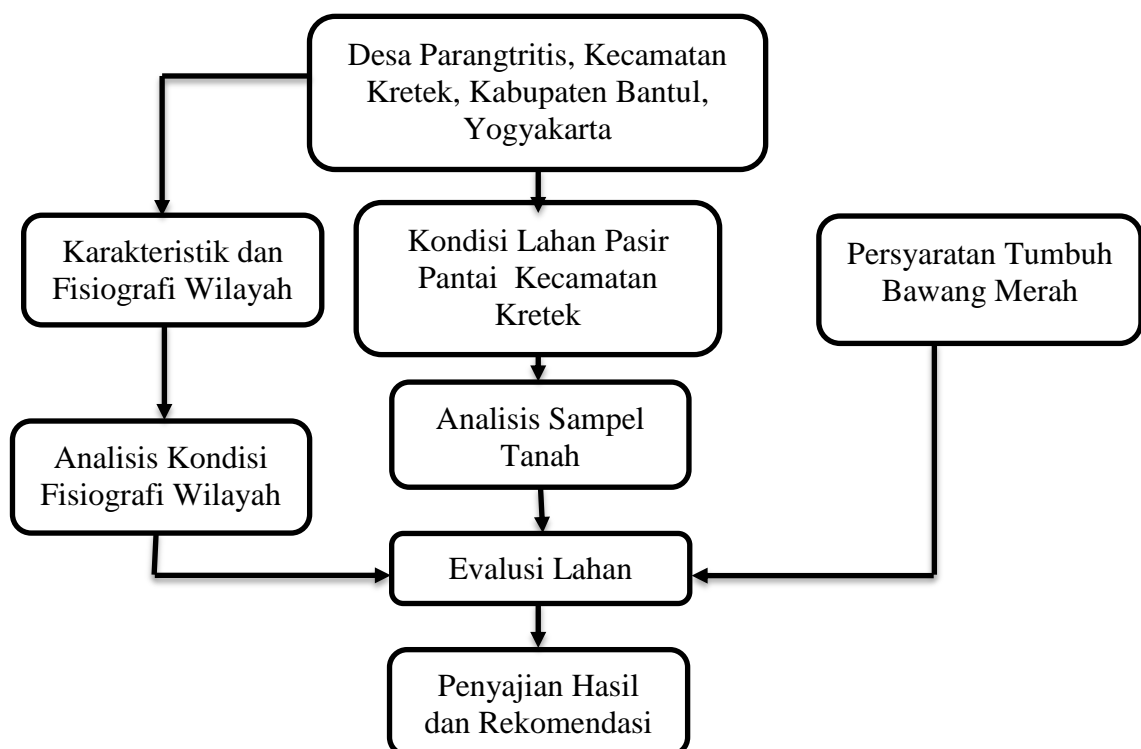 Desa Parangtritis, Kecamatan
Kretek, Kabupaten Bantul,
Yogyakarta
Karakteristik dan
Fisiografi Wilayah
Kondisi Lahan Pasir
Pantai Kecamatan
Kretek
Persyaratan Tumbuh
Bawang Merah
Analisis Kondisi
Fisiografi Wilayah
Analisis Sampel
Tanah
Evalusi Lahan
Penyajian Hasil
dan Rekomendasi